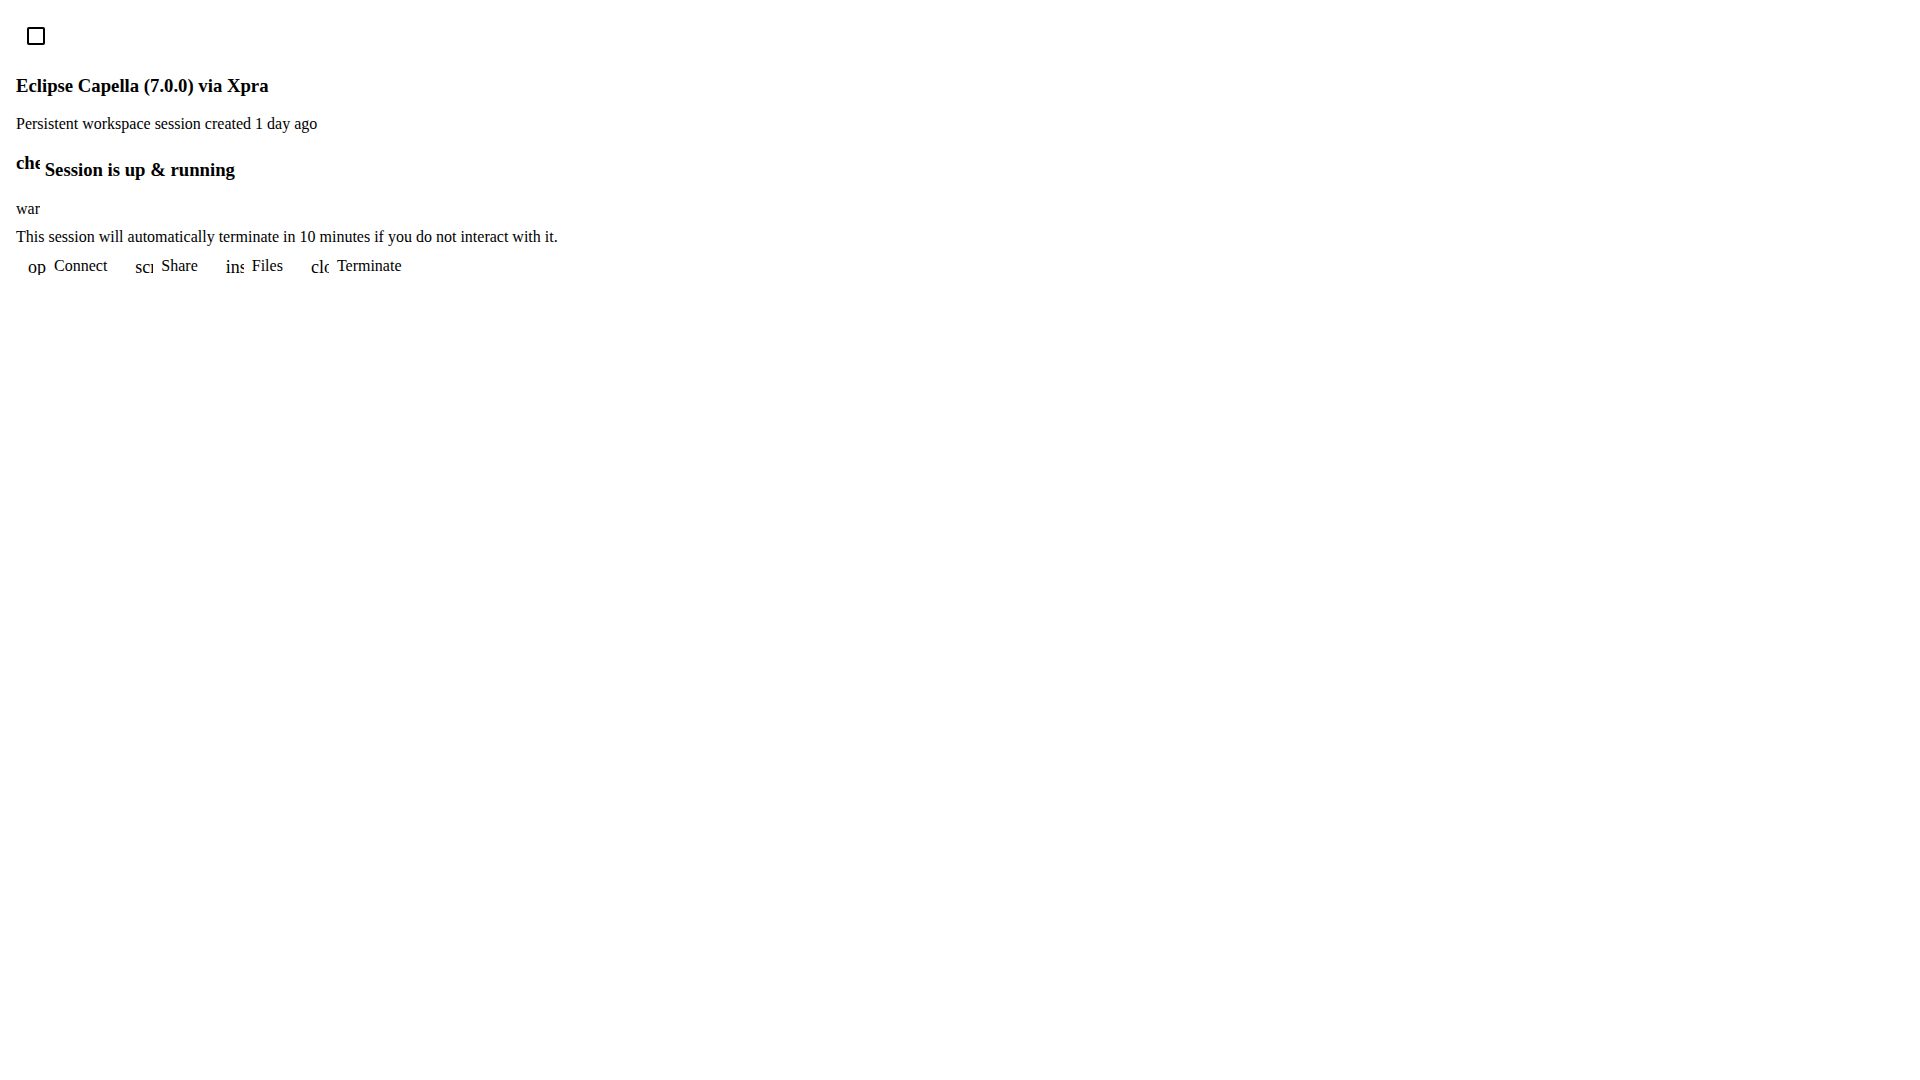 Eclipse Capella (7.0.0) via Xpra
Persistent workspace session created 1 day ago
che Session is up & running
war
This session will automatically terminate in 10 minutes if you do not interact with it.
op Connect scr Share ins Files clo Terminate